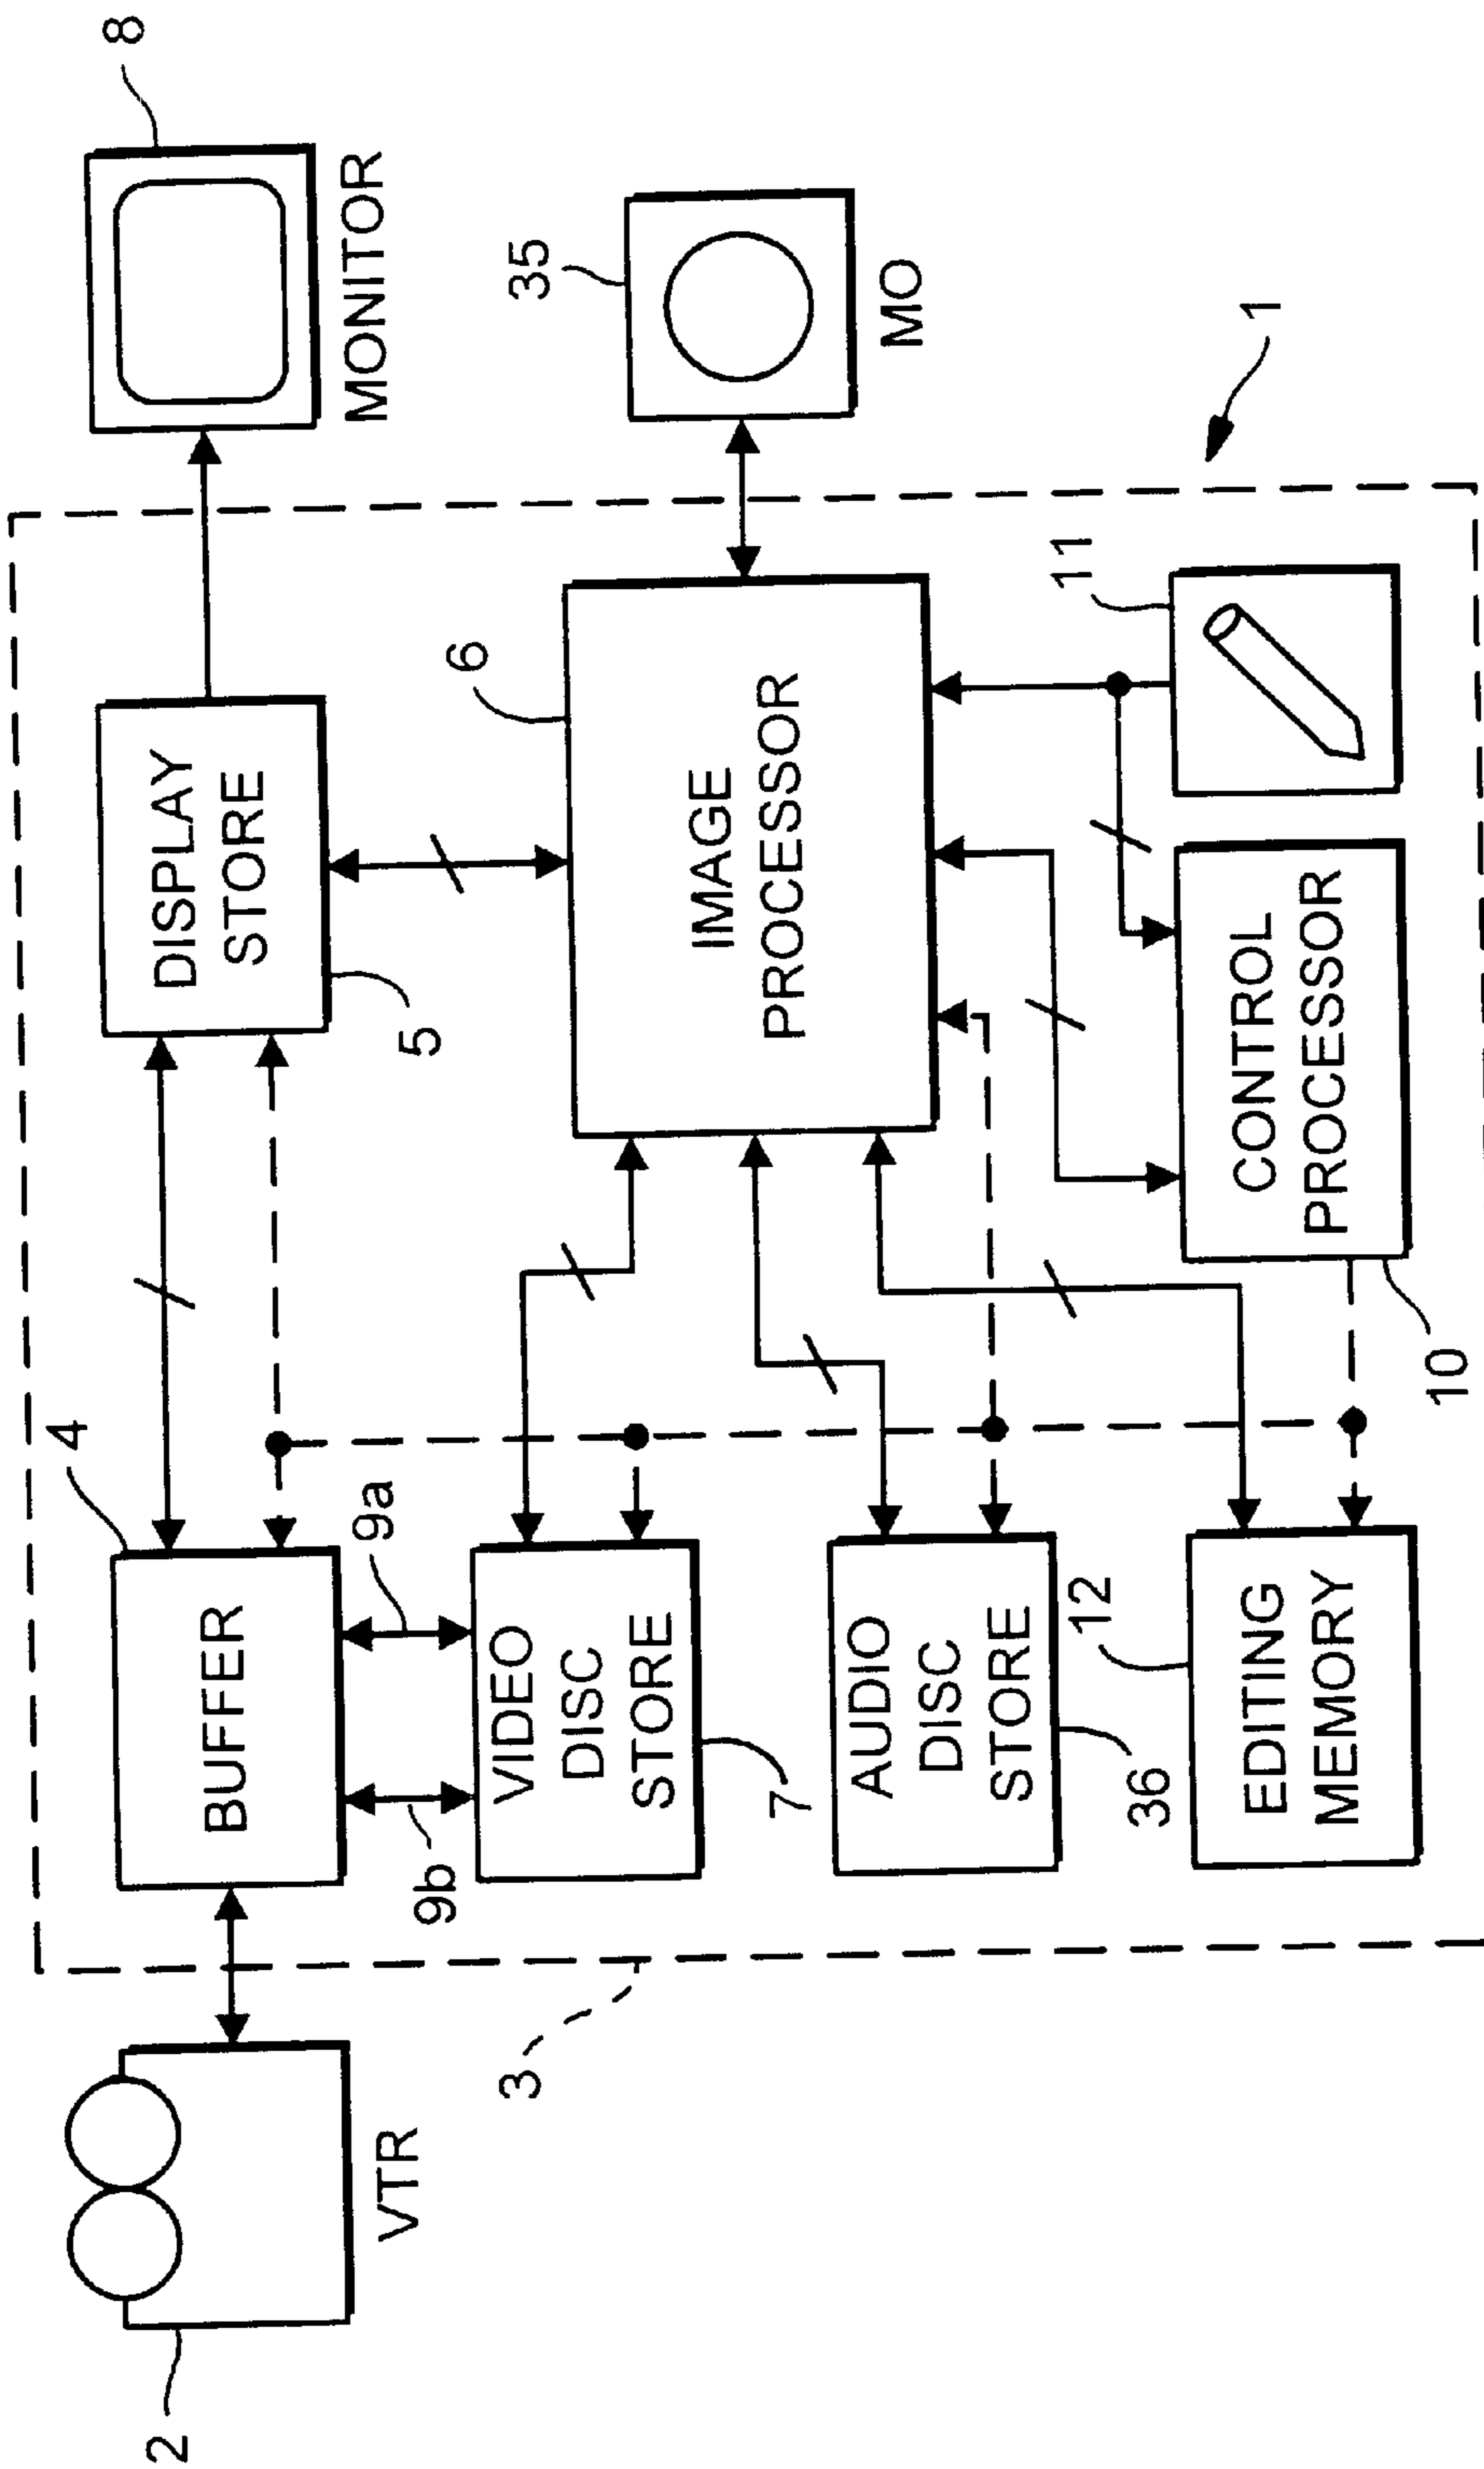 2
VTR
3
4
BUFFER
9b
9a
VIDEO
DISC
STORE
7
AUDIO
DISC
STORE
36
12
EDITING
MEMORY
DISPLAY
STORE
5
6
IMAGE
PROCESSOR
CONTROL
PROCESSOR
10
11
8
MONITOR
35
MO
1